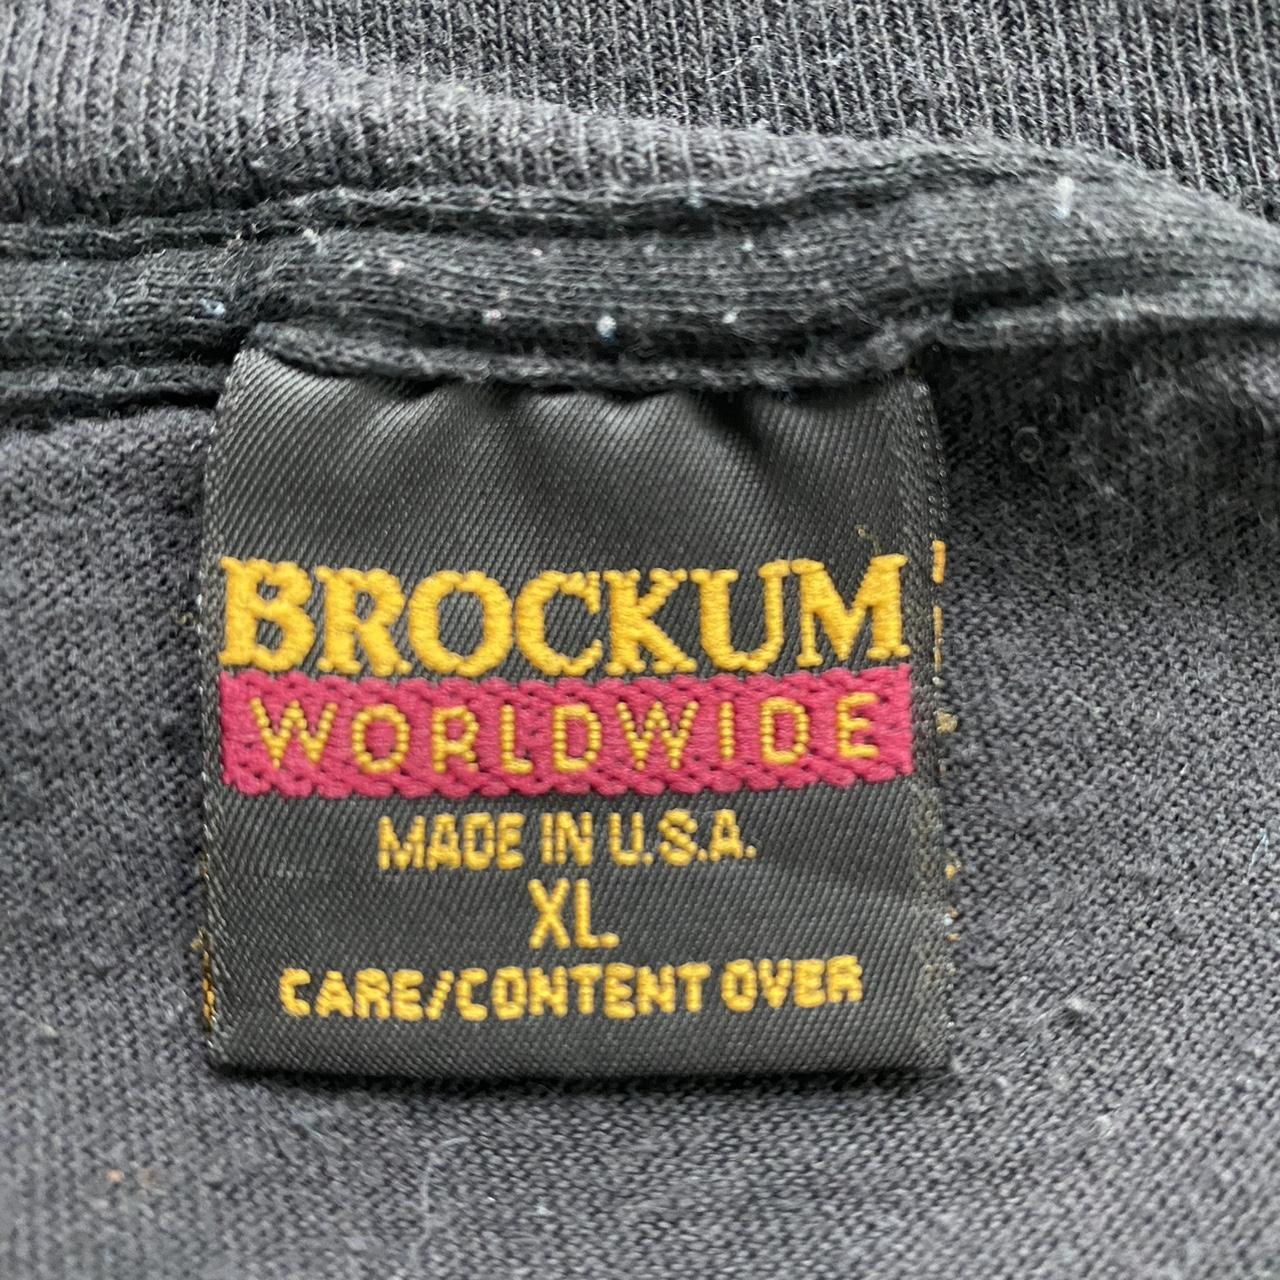 BROCKUM
WORLDWIDE
MADE IN U.S.A.
XL
CARE/CONTENT OVER